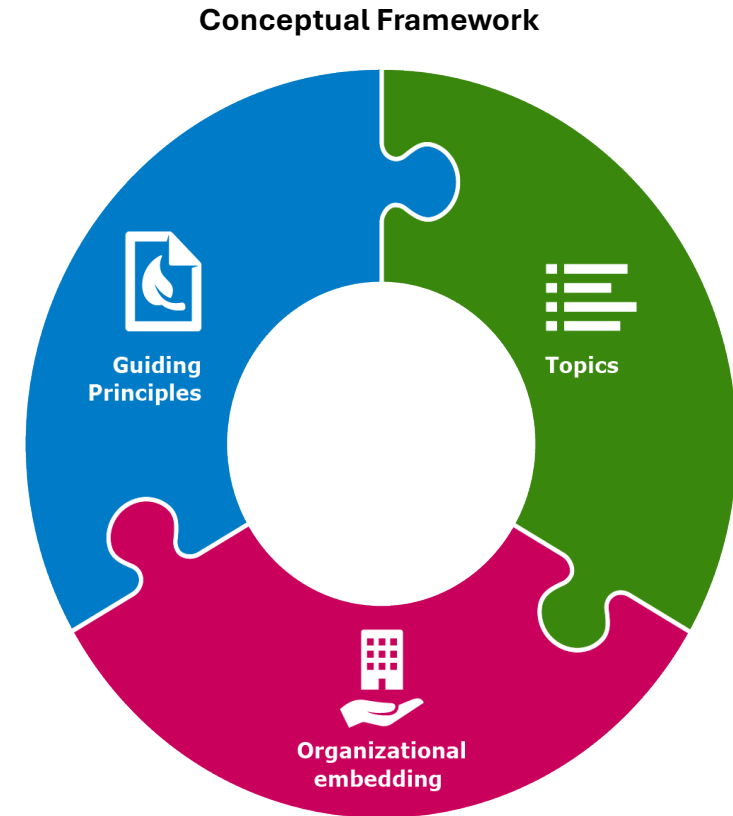 Conceptual Framework
Guiding
Principles
Topics
Organizational
embedding